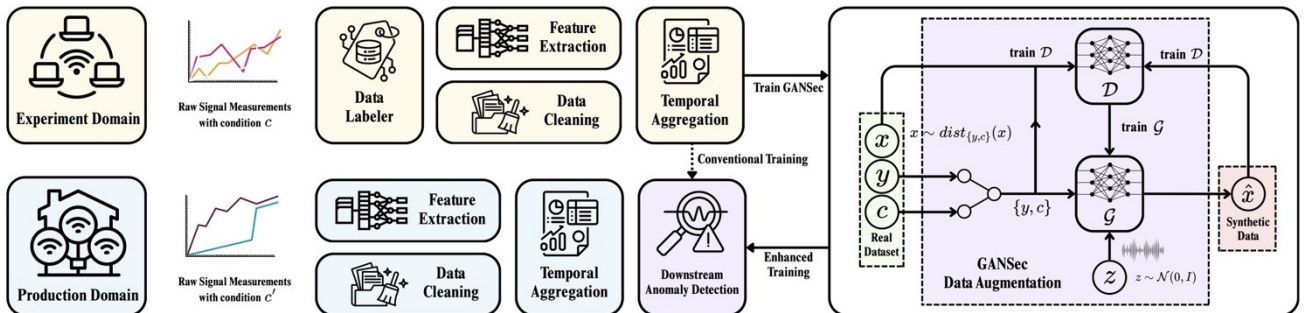 Experiment Domain
Raw Signal Measurements
with condition c
Data
Labeler
Feature
Extraction
Data
Cleaning
Temporal
Aggregation
Train GANSec
Conventional Training
Production Domain
Raw Signal Measurements
with condition c′
Feature
Extraction
Data
Cleaning
Temporal
Aggregation
Downstream
Anomaly Detection
Enhanced
Training
train 𝒟
train 𝒟
𝒟
train 𝒢
x
x ∼ dist{y,c}(x)
y
c
{y, c}
𝒢
x̂
Real
Dataset
Synthetic
Data
GANSec
Data Augmentation
z
z ∼ 𝒩(0, I)